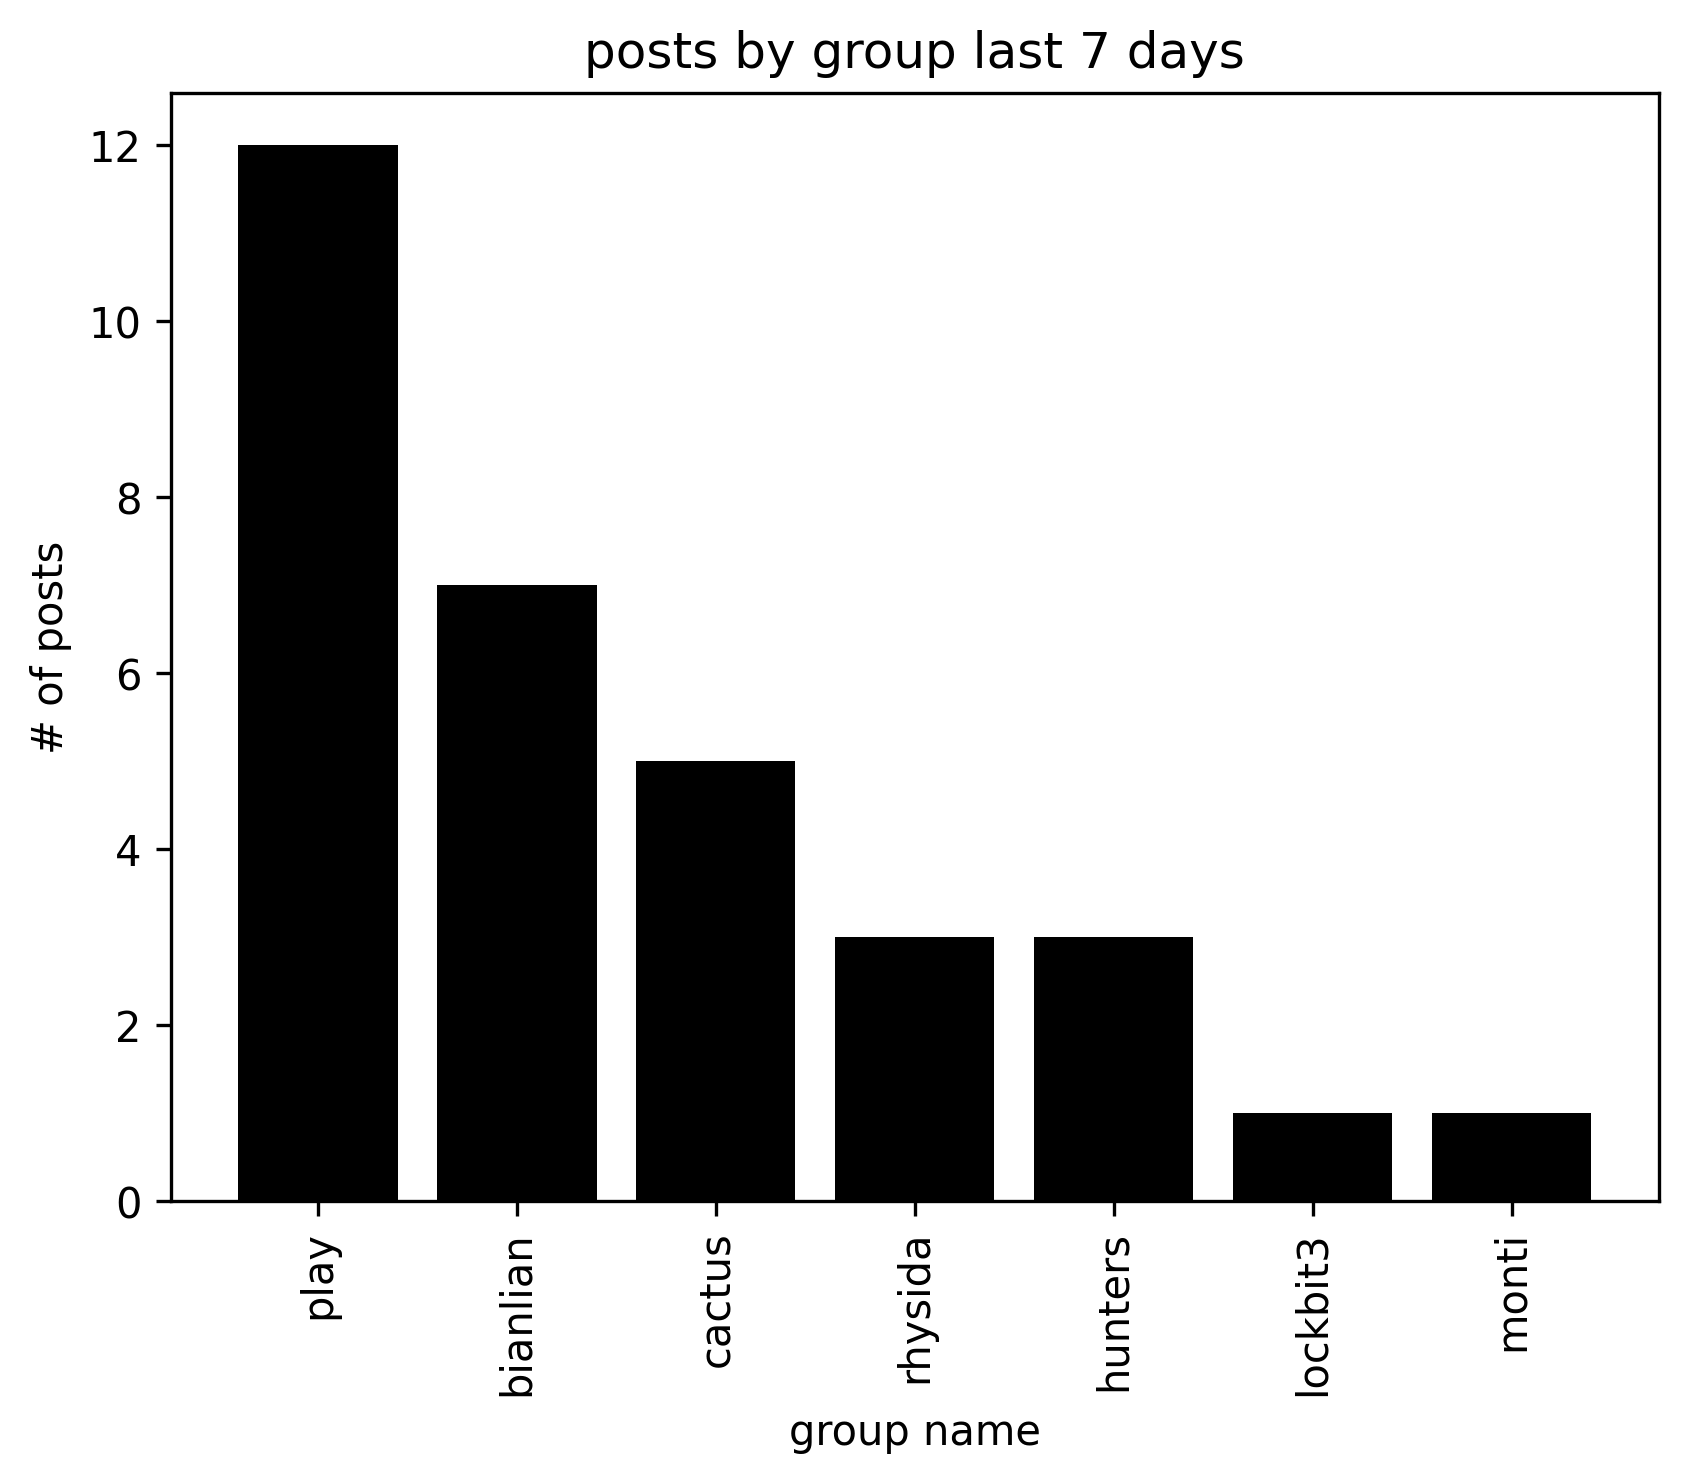 posts by group last 7 days
12
10
8
6
4
2
0
# of posts
play
bianlian
cactus
rhysida
hunters
lockbit3
monti
group name